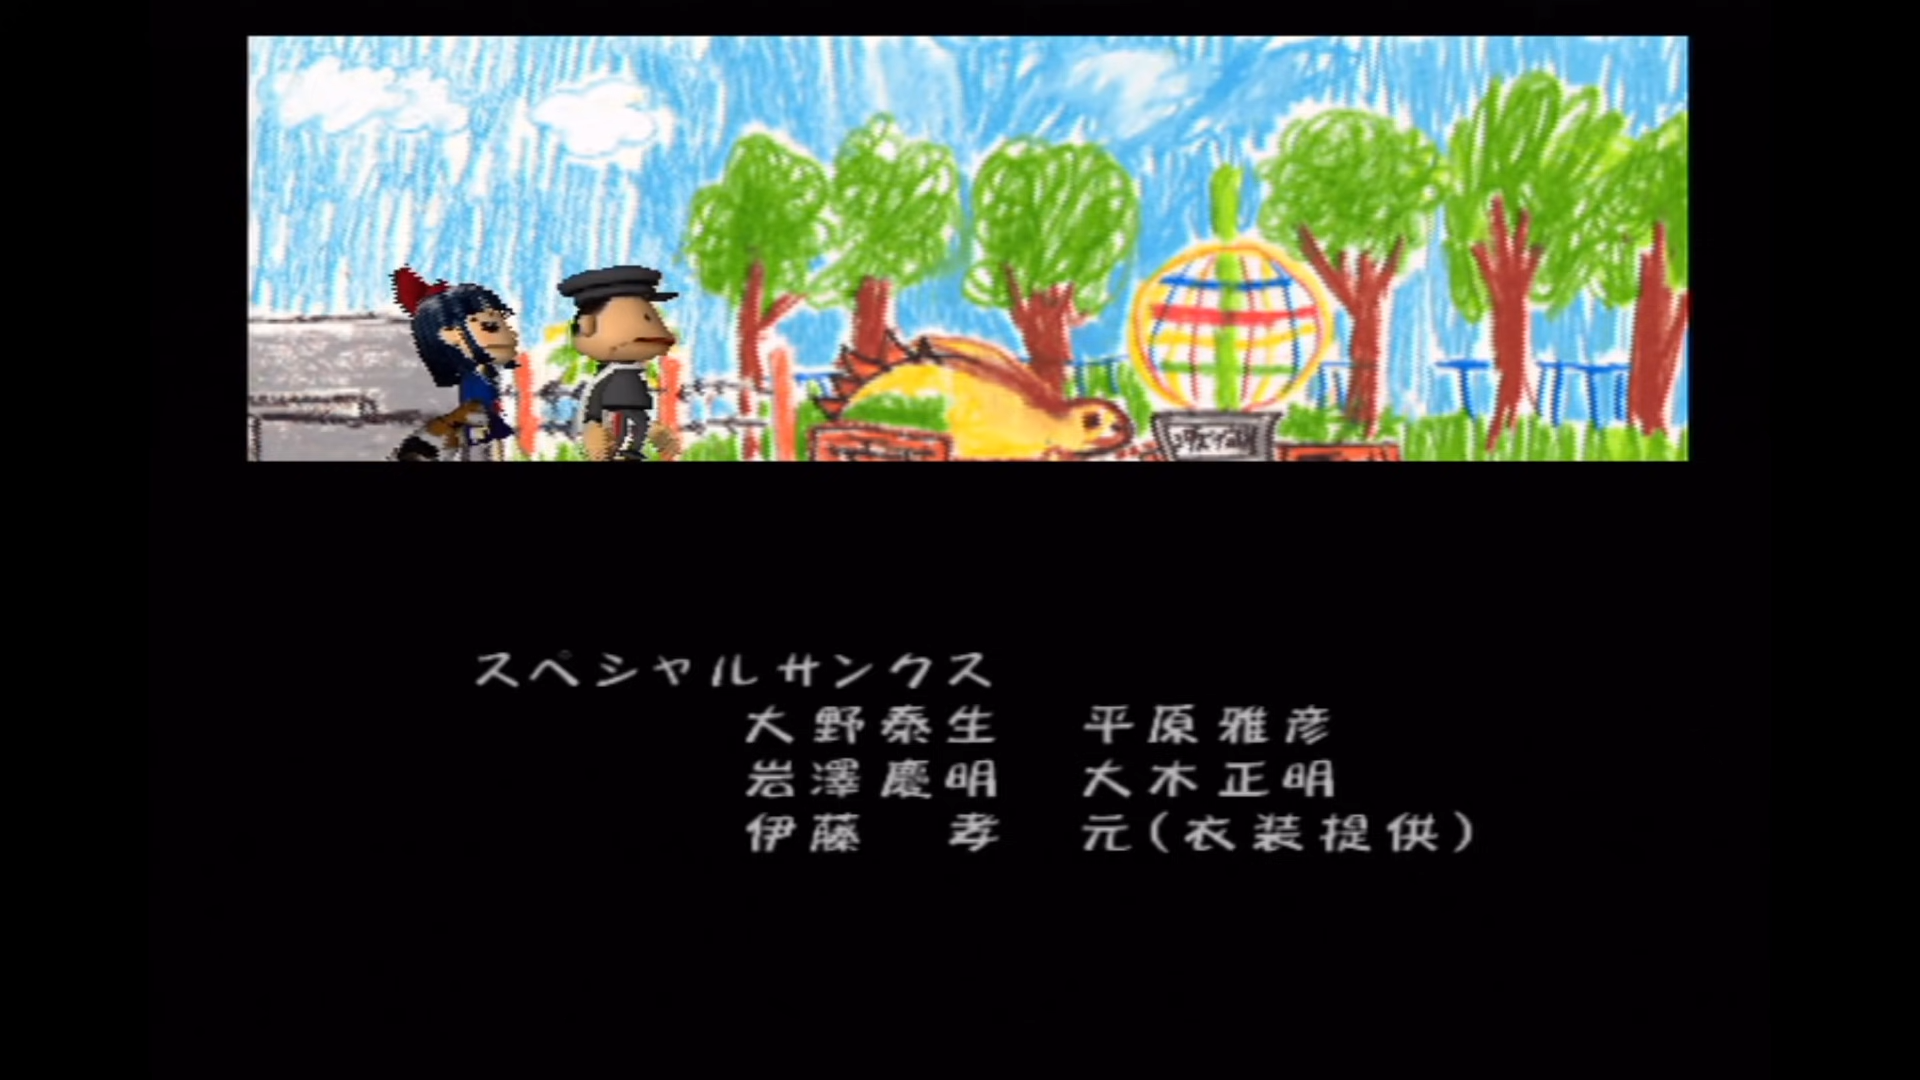 スペシャルサンクス
大野泰生 平原雅彦
岩澤慶明 大木正明
伊藤 孝 元(衣装提供)